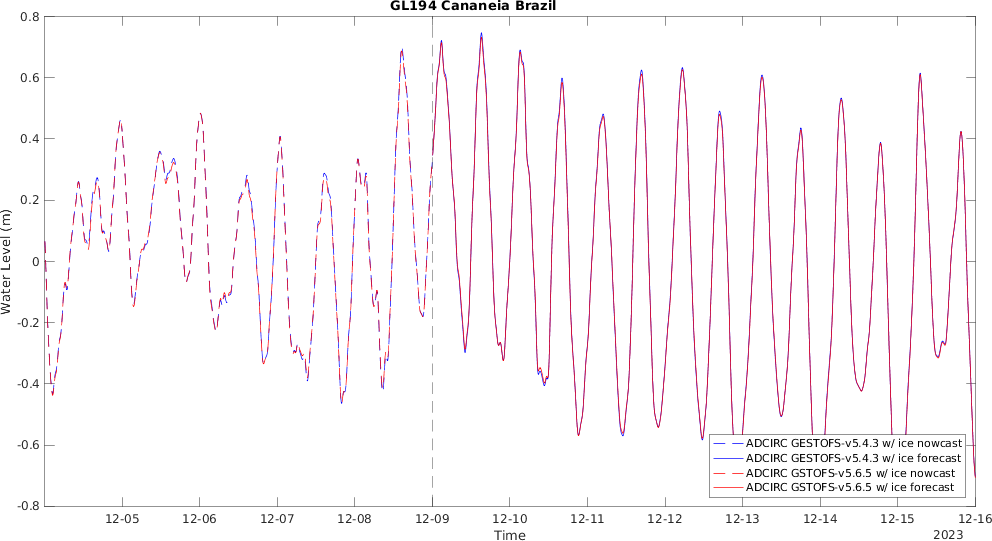 GL194 Cananeia Brazil
0.8
0.6
0.4
0.2
0
-0.2
-0.4
-0.6
-0.8
Water Level (m)
ADCIRC GESTOFS-v5.4.3 w/ ice nowcast
ADCIRC GESTOFS-v5.4.3 w/ ice forecast
ADCIRC GSTOFS-v5.6.5 w/ ice nowcast
ADCIRC GSTOFS-v5.6.5 w/ ice forecast
12-05 12-06 12-07 12-08 12-09 12-10 12-11 12-12 12-13 12-14 12-15 12-16
Time
2023